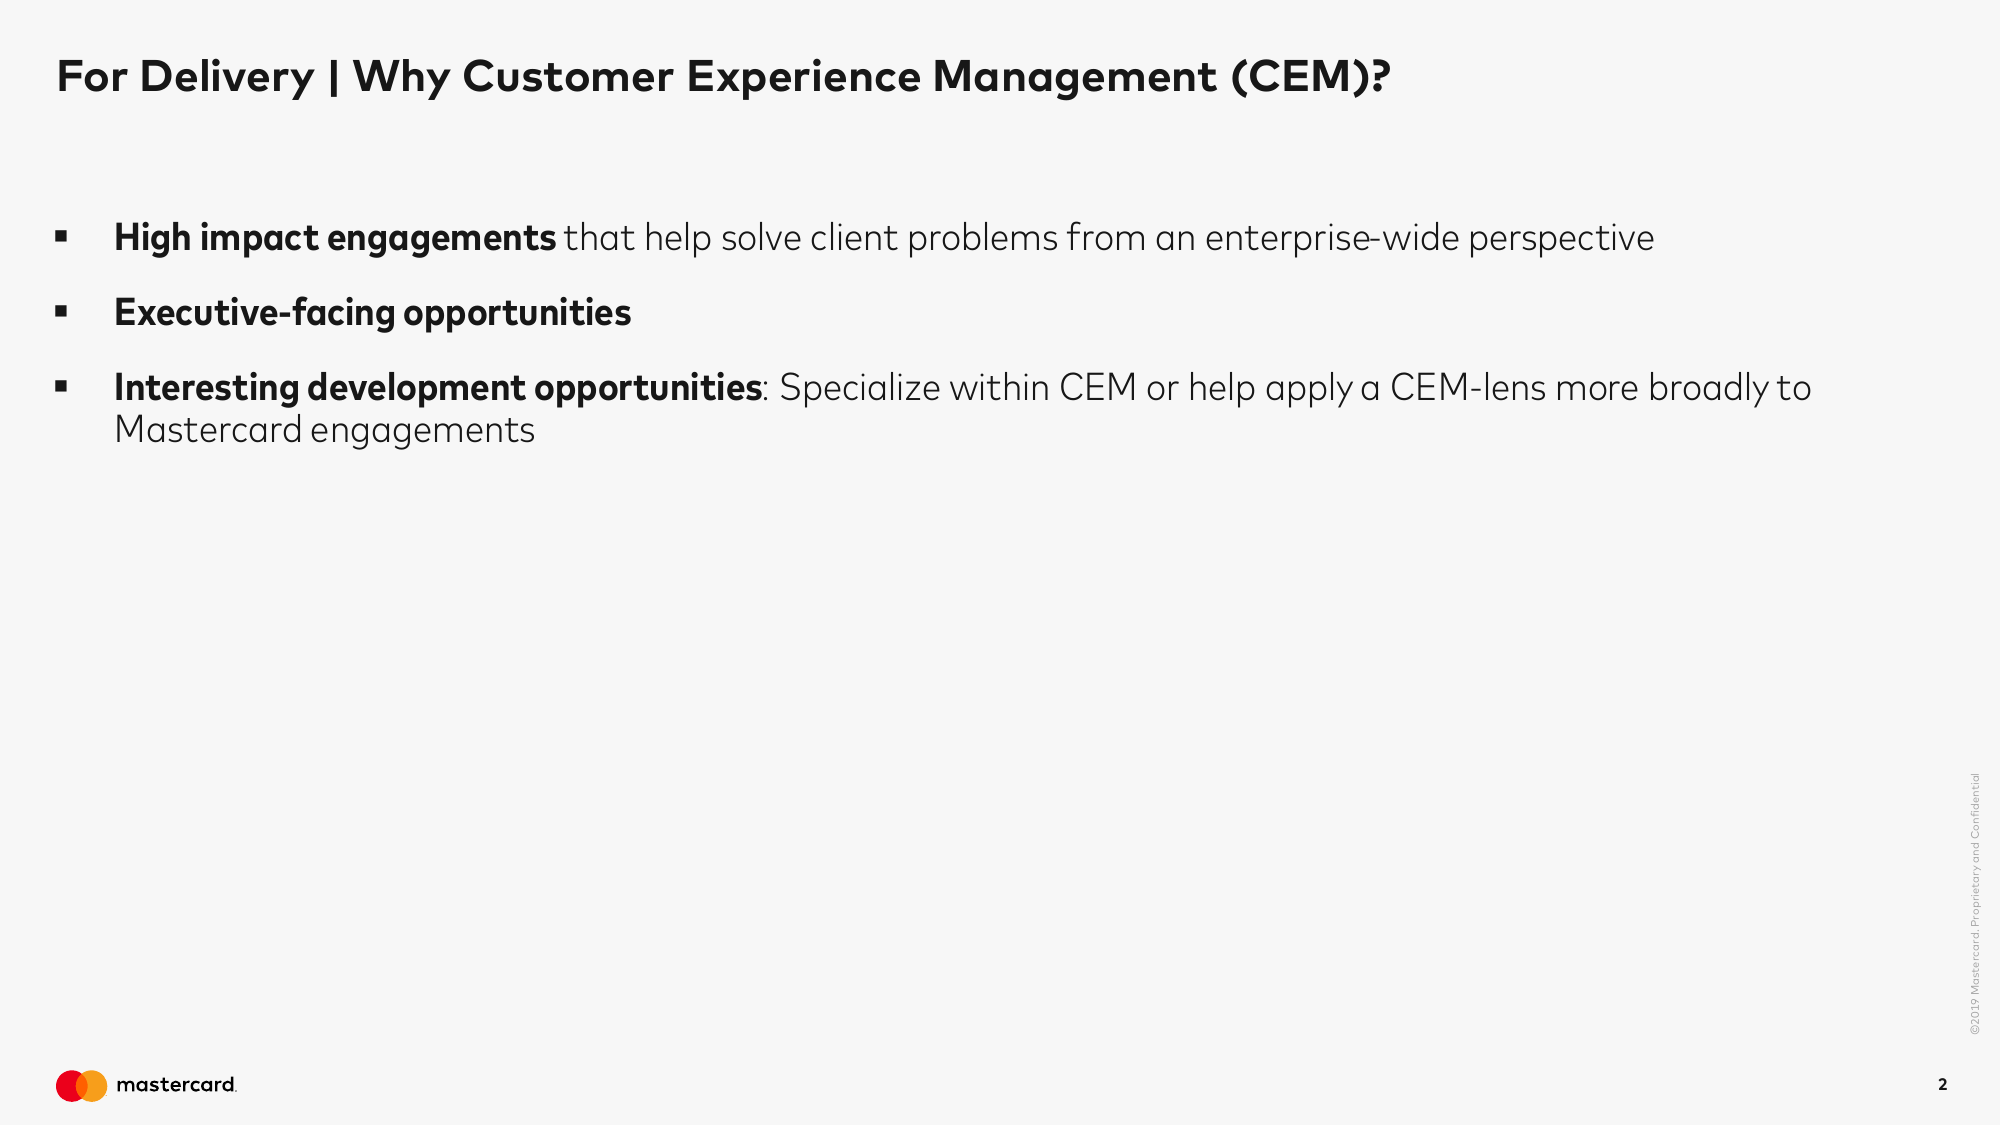 For Delivery | Why Customer Experience Management (CEM)?
▪ High impact engagements that help solve client problems from an enterprise-wide perspective
▪ Executive-facing opportunities
▪ Interesting development opportunities: Specialize within CEM or help apply a CEM-lens more broadly to
Mastercard engagements
©2019 Mastercard. Proprietary and Confidential
mastercard.
2